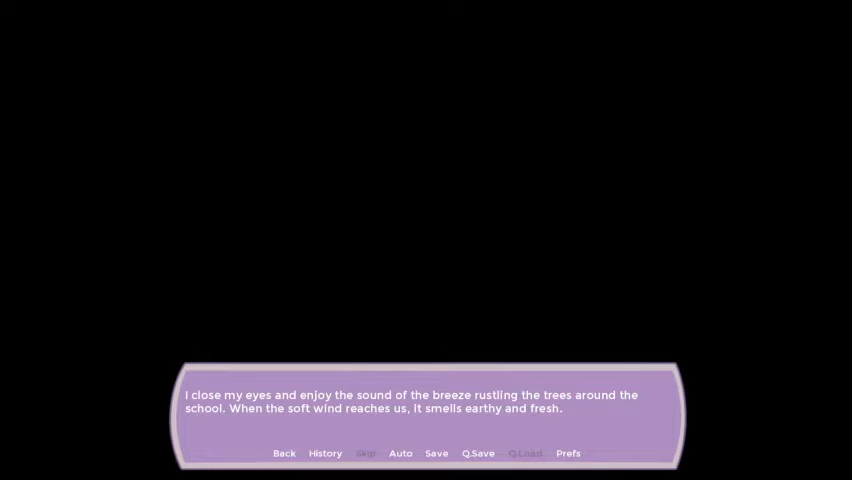 I close my eyes and enjoy the sound of the breeze rustling the trees around the
school. When the soft wind reaches us, it smells earthy and fresh.
Back History Skip Auto Save Q.Save Q.Load Prefs